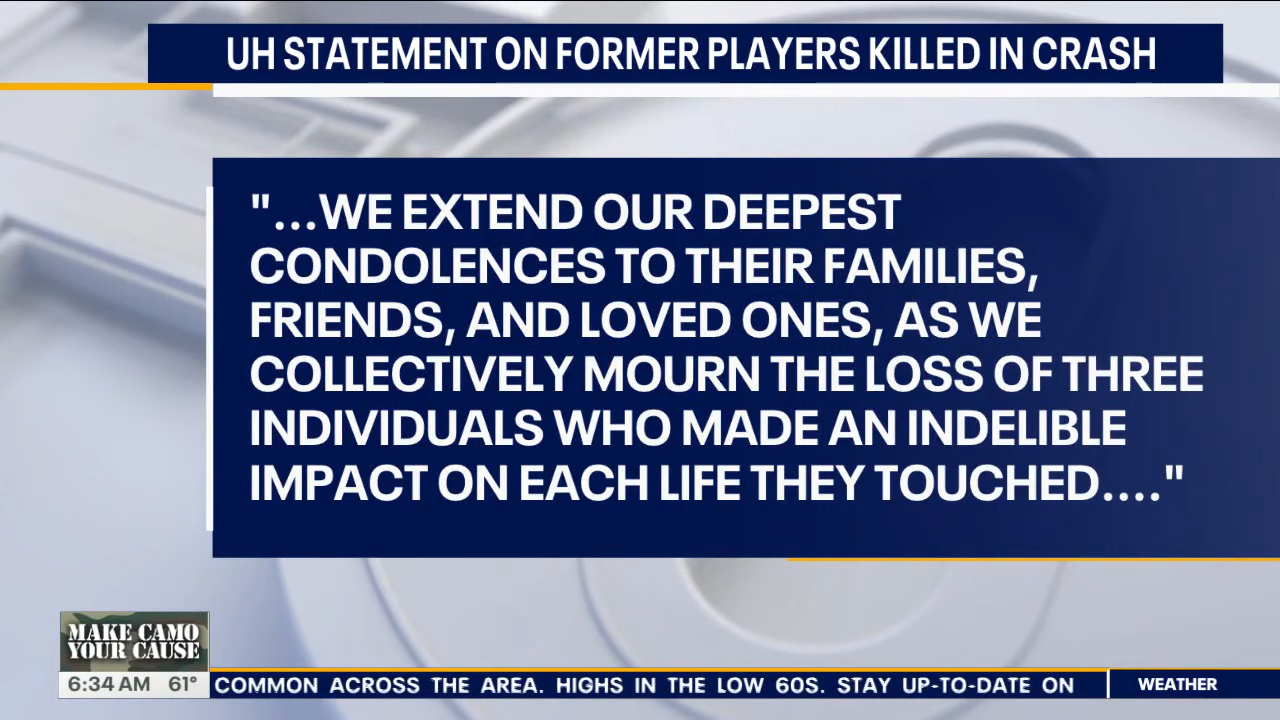 UH STATEMENT ON FORMER PLAYERS KILLED IN CRASH
"...WE EXTEND OUR DEEPEST
CONDOLENCES TO THEIR FAMILIES,
FRIENDS, AND LOVED ONES, AS WE
COLLECTIVELY MOURN THE LOSS OF THREE
INDIVIDUALS WHO MADE AN INDELIBLE
IMPACT ON EACH LIFE THEY TOUCHED...."
MAKE CAMO
YOUR CAUSE
6:34 AM 61°
COMMON ACROSS THE AREA. HIGHS IN THE LOW 60S. STAY UP-TO-DATE ON
WEATHER